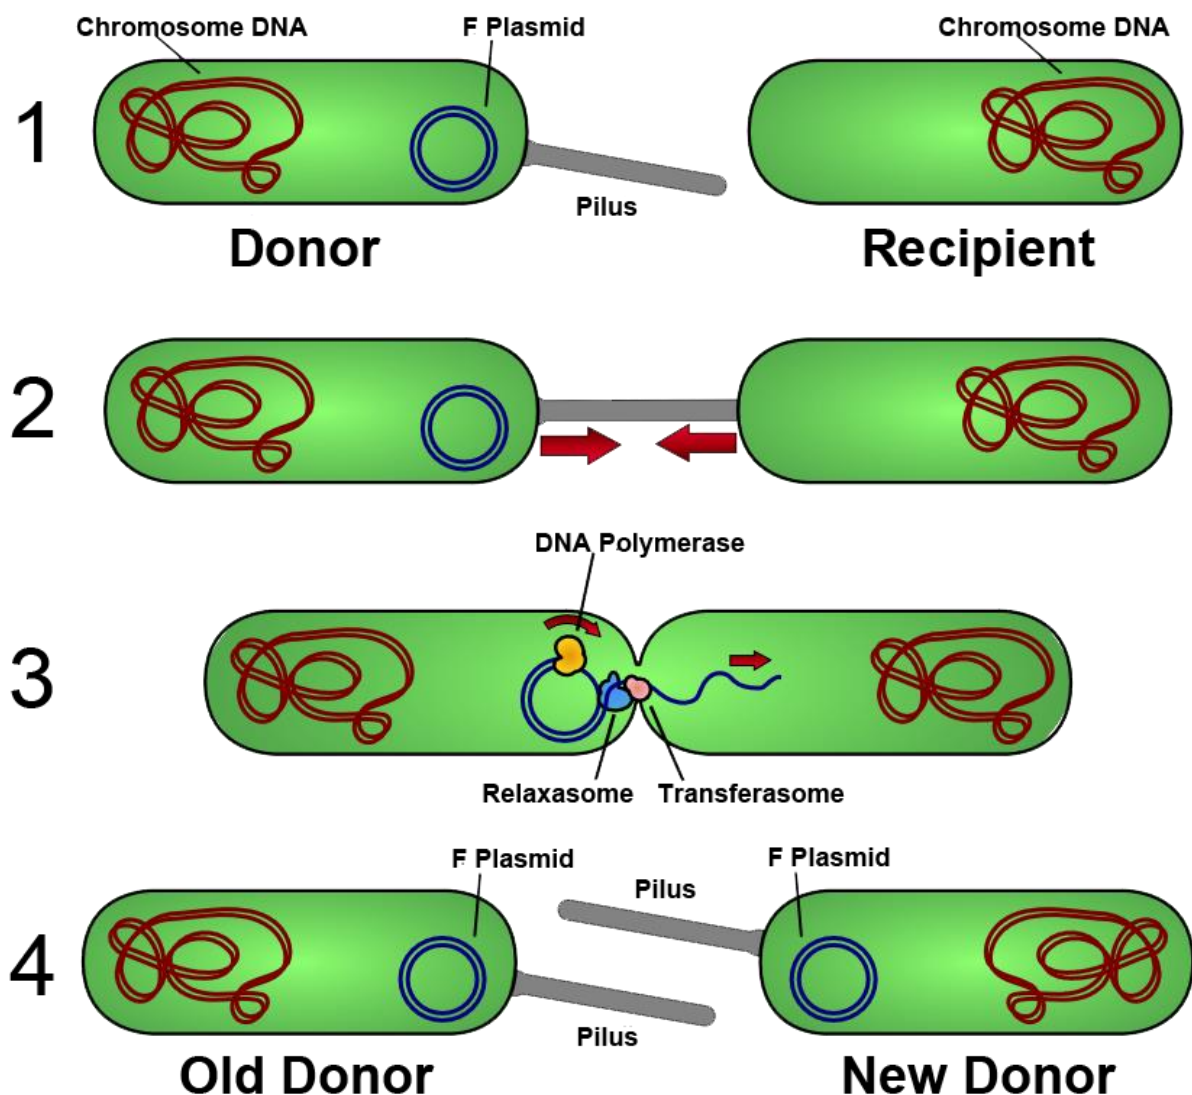 Chromosome DNA
F Plasmid
Chromosome DNA
1
Pilus
Donor
Recipient
2
DNA Polymerase
3
Relaxasome
Transferasome
F Plasmid
F Plasmid
Pilus
4
Pilus
Old Donor
New Donor